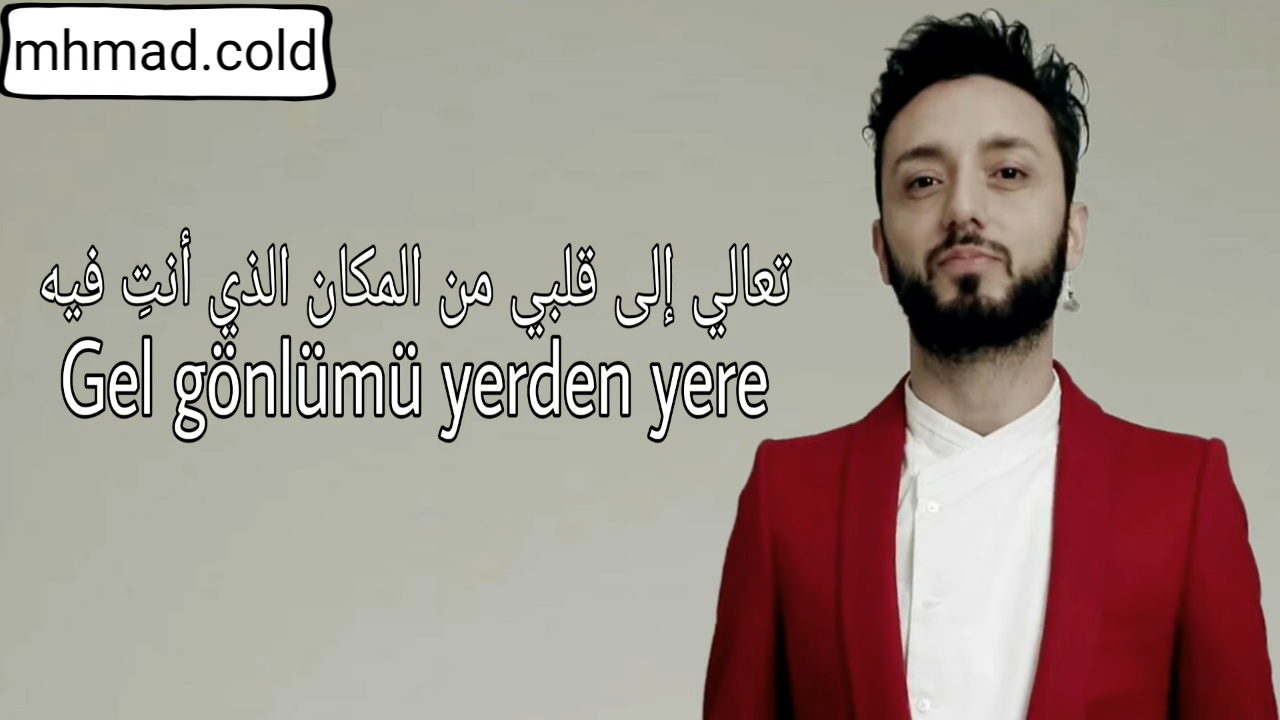 mhmad.cold
تعالي إلى قلبي من المكان الذي أنتِ فيه
Gel gönlümü yerden yere